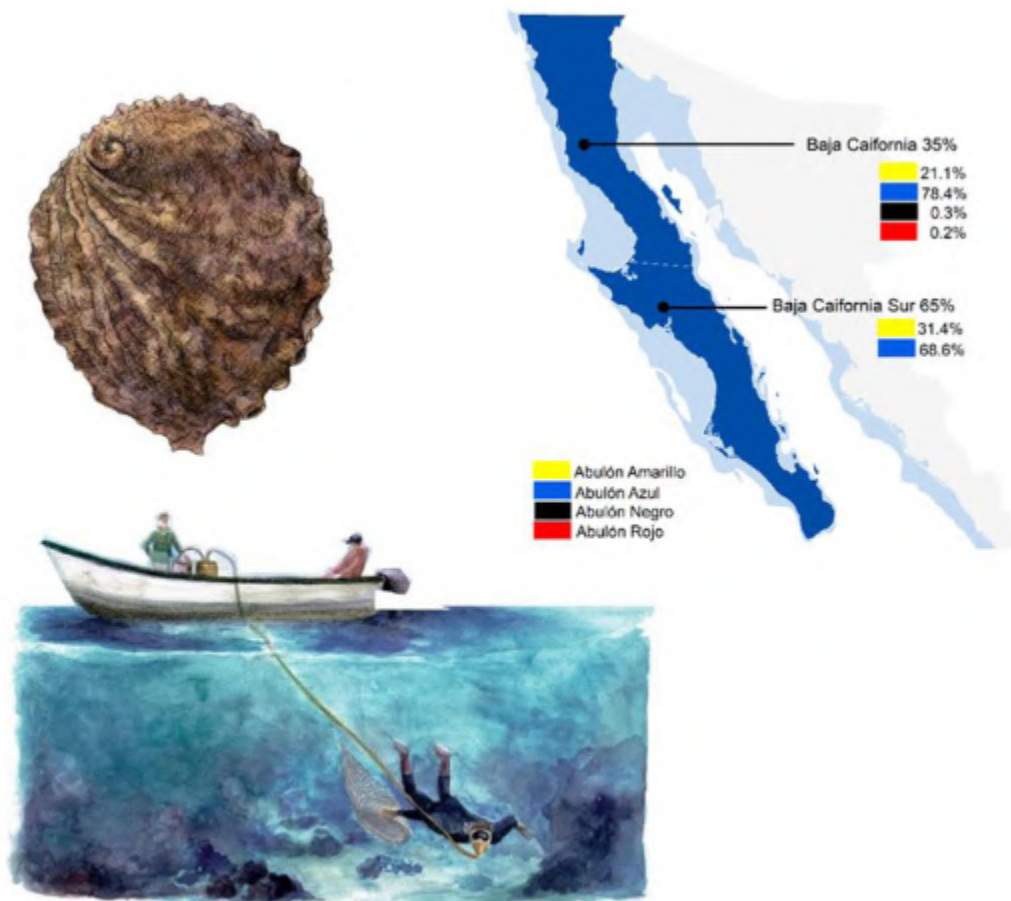 Baja Caifornia 35%
21.1%
78.4%
0.3%
0.2%
Baja Caifornia Sur 65%
31.4%
68.6%
Abulón Amarillo
Abulón Azul
Abulón Negro
Abulón Rojo